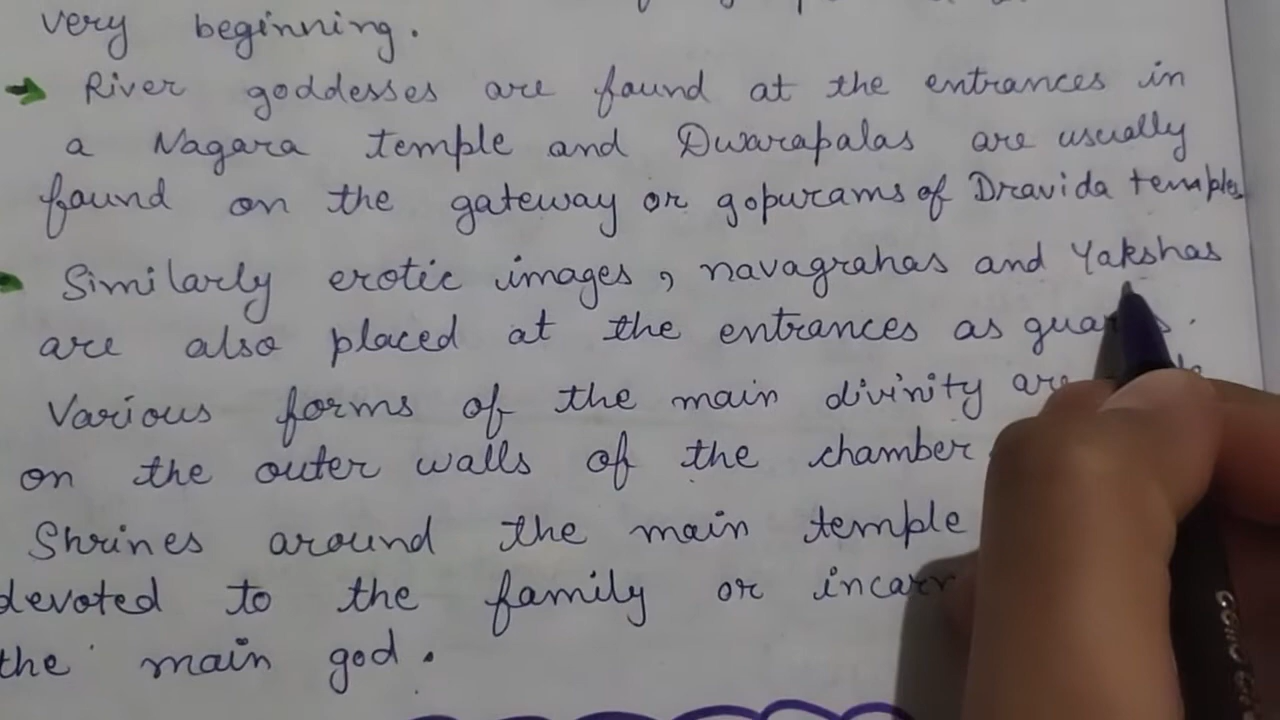 very beginning.
→ River goddesses are found at the entrances in
a Nagara temple and Dwarapalas are usually
found on the gateway or gopurams of Dravida temples
Similarly erotic images, navagrahas and Yakshas
are also placed at the entrances as
Various forms of the main divinity are
on the outer walls of the chamber
Shrines around the main temple
devoted to the family or
the main god.